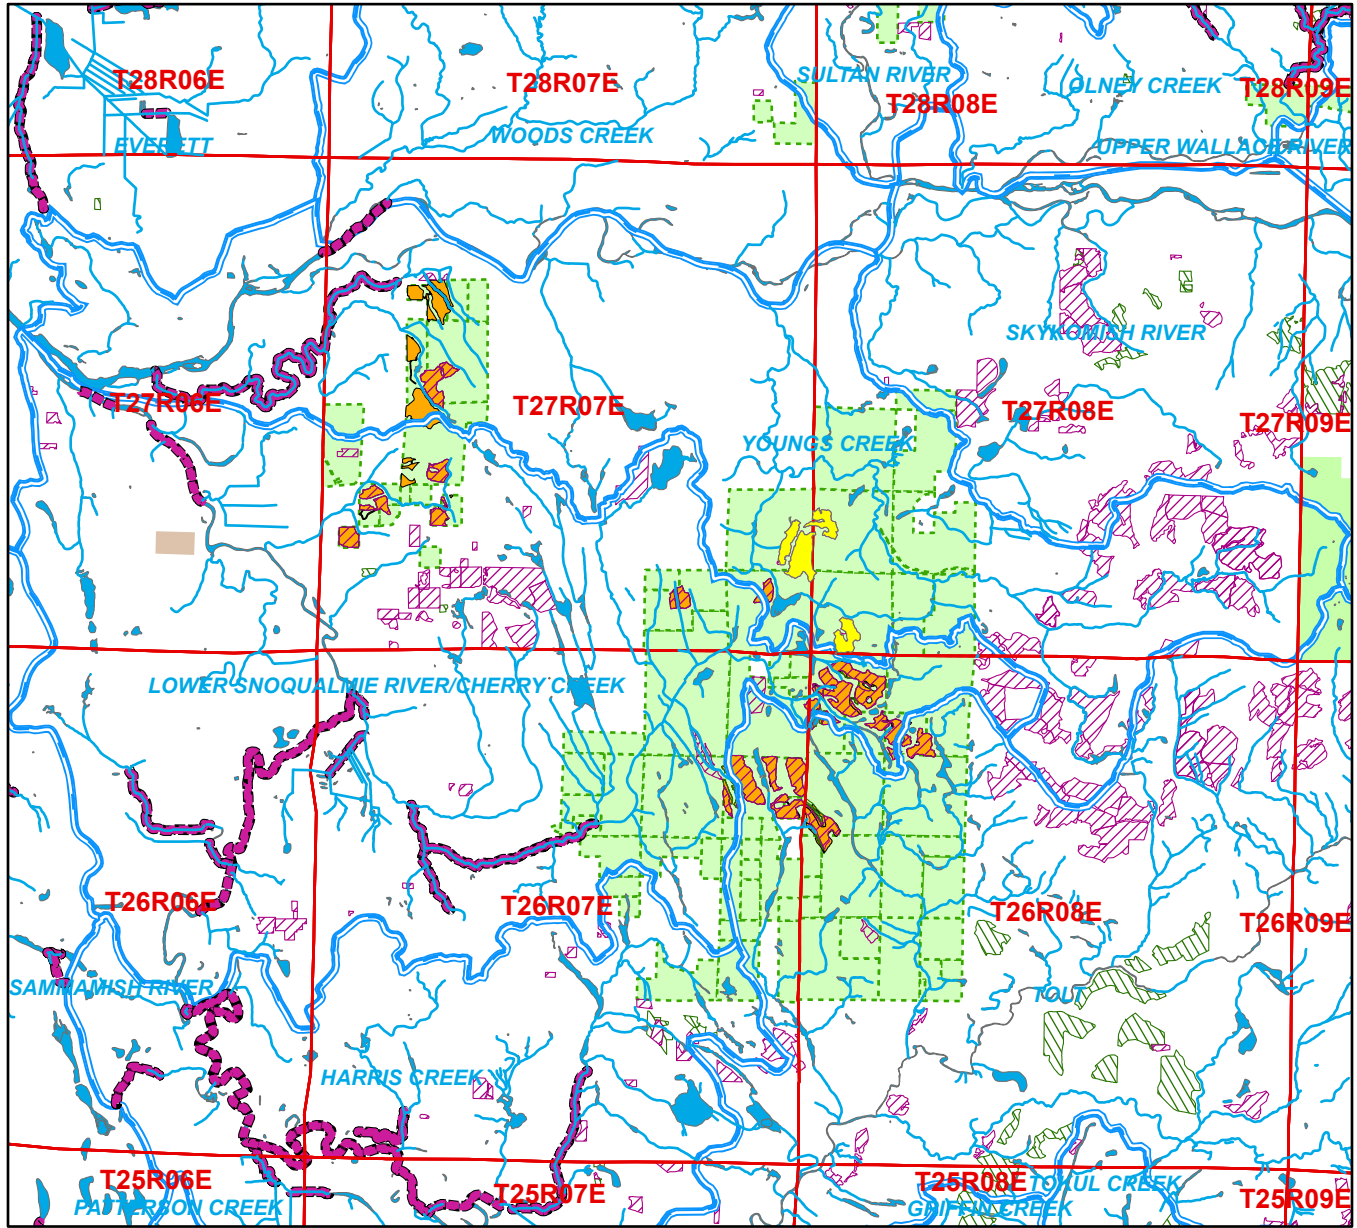 SULTAN RIVER
T28R06E
T28R07E
OLNEY CREEK
T28R09E
T28R08E
EVERETT
WOODS CREEK
UPPER WALLACE RIVER
SKYKOMISH RIVER
T27R06E
T27R07E
T27R08E
T27R09E
YOUNGS CREEK
LOWER SNOQUALMIE RIVER/CHERRY CREEK
T26R06E
T26R07E
T26R08E
T26R09E
SAMMAMISH RIVER
TOLT
HARRIS CREEK
T25R06E
T25R07E
T25R08E
TOKUL CREEK
T25R09E
PATTERSON CREEK
GRIFFIN CREEK